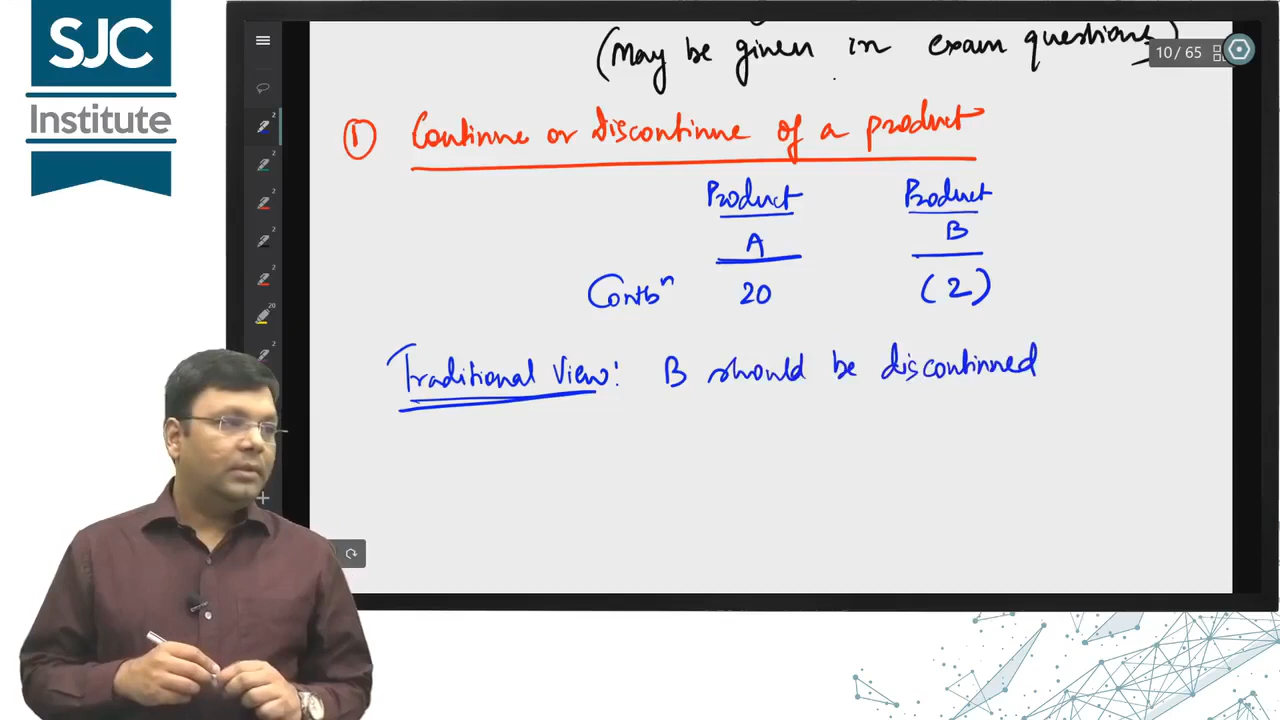 SJC
Institute
(May be given in exam questions)
10 / 65
① Continue or discontinue of a product
Product Product
A B
Contbⁿ 20 (2)
Traditional View: B should be discontinued